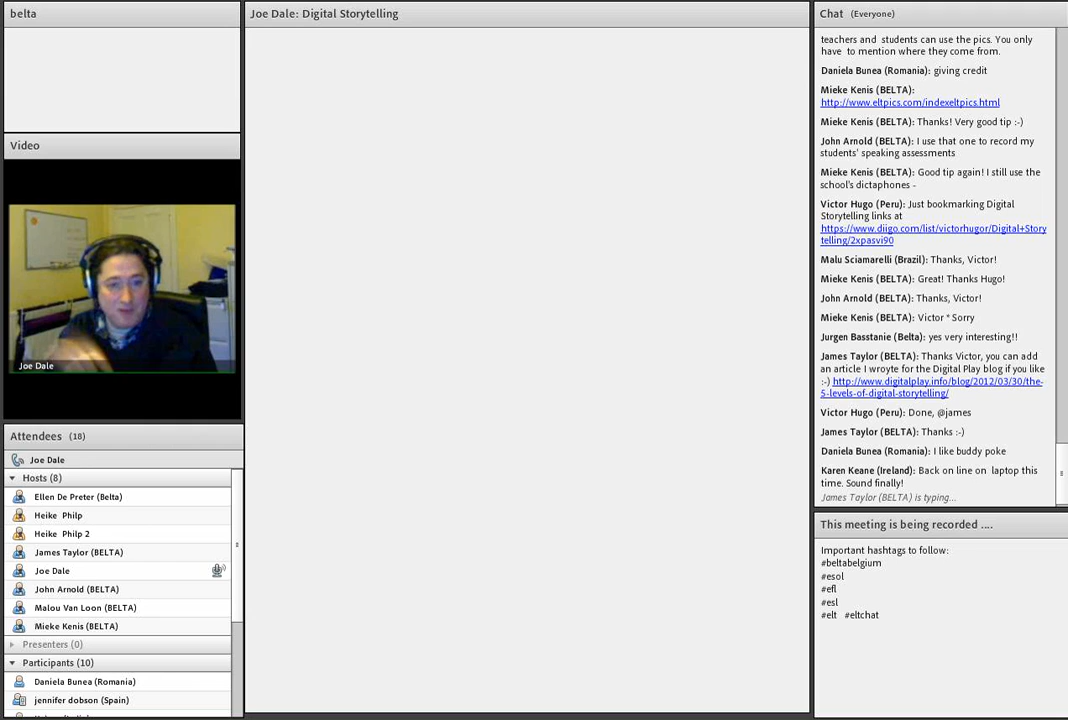 belta
Joe Dale: Digital Storytelling
Chat (Everyone)
Video
Joe Dale
Attendees (18)
Joe Dale
Hosts (8)
Ellen De Preter (Belta)
Heike Philp
Heike Philp 2
James Taylor (BELTA)
Joe Dale
John Arnold (BELTA)
Malou Van Loon (BELTA)
Mieke Kenis (BELTA)
Presenters (0)
Participants (10)
Daniela Bunea (Romania)
jennifer dobson (Spain)
teachers and students can use the pics. You only
have to mention where they come from.
Daniela Bunea (Romania): giving credit
Mieke Kenis (BELTA):
http://www.eltpics.com/indexeltpics.html
Mieke Kenis (BELTA): Thanks! Very good tip :-)
John Arnold (BELTA): I use that one to record my
students' speaking assessments
Mieke Kenis (BELTA): Good tip again! I still use the
school's dictaphones -
Victor Hugo (Peru): Just bookmarking Digital
Storytelling links at
https://www.diigo.com/list/victorhugor/Digital+Story
telling/2xpasvi90
Malu Sciamarelli (Brazil): Thanks, Victor!
Mieke Kenis (BELTA): Great! Thanks Hugo!
John Arnold (BELTA): Thanks, Victor!
Mieke Kenis (BELTA): Victor * Sorry
Jurgen Basstanie (Belta): yes very interesting!!
James Taylor (BELTA): Thanks Victor, you can add
an article I wroyte for the Digital Play blog if you like
:-) http://www.digitalplay.info/blog/2012/03/30/the-
5-levels-of-digital-storytelling/
Victor Hugo (Peru): Done, @james
James Taylor (BELTA): Thanks :-)
Daniela Bunea (Romania): I like buddy poke
Karen Keane (Ireland): Back on line on laptop this
time. Sound finally!
James Taylor (BELTA) is typing...
This meeting is being recorded ....
Important hashtags to follow:
#beltabelgium
#esol
#efl
#esl
#elt #eltchat